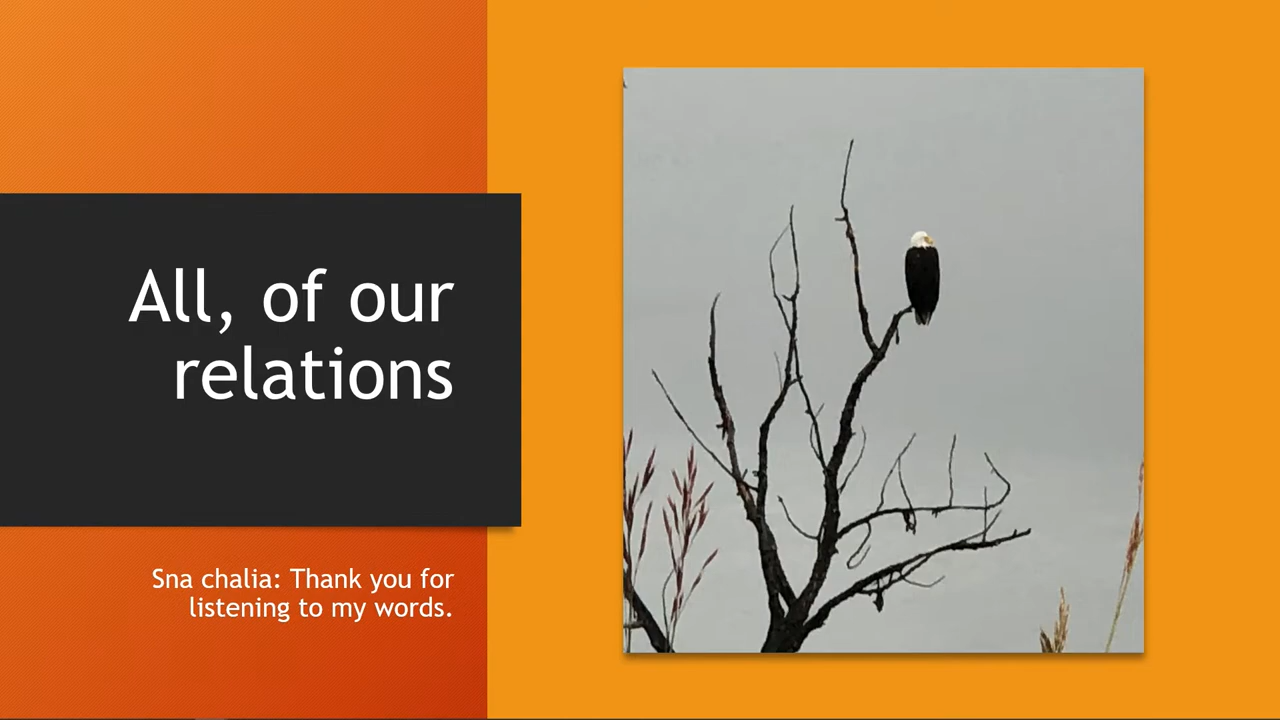 All, of our
relations
Sna chalia: Thank you for
listening to my words.